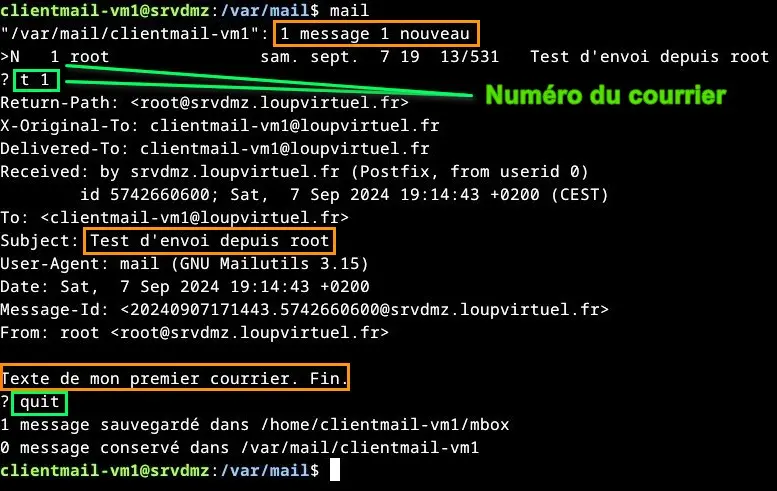 clientmail-vm1@srvdmz:/var/mail$ mail
"/var/mail/clientmail-vm1": 1 message 1 nouveau
>N   1 root               sam. sept.  7 19  13/531   Test d'envoi depuis root
? t 1
Numéro du courrier
Return-Path: <root@srvdmz.loupvirtuel.fr>
X-Original-To: clientmail-vm1@loupvirtuel.fr
Delivered-To: clientmail-vm1@loupvirtuel.fr
Received: by srvdmz.loupvirtuel.fr (Postfix, from userid 0)
        id 5742660600; Sat,  7 Sep 2024 19:14:43 +0200 (CEST)
To: <clientmail-vm1@loupvirtuel.fr>
Subject: Test d'envoi depuis root
User-Agent: mail (GNU Mailutils 3.15)
Date: Sat,  7 Sep 2024 19:14:43 +0200
Message-Id: <20240907171443.5742660600@srvdmz.loupvirtuel.fr>
From: root <root@srvdmz.loupvirtuel.fr>
Texte de mon premier courrier. Fin.
? quit
1 message sauvegardé dans /home/clientmail-vm1/mbox
0 message conservé dans /var/mail/clientmail-vm1
clientmail-vm1@srvdmz:/var/mail$